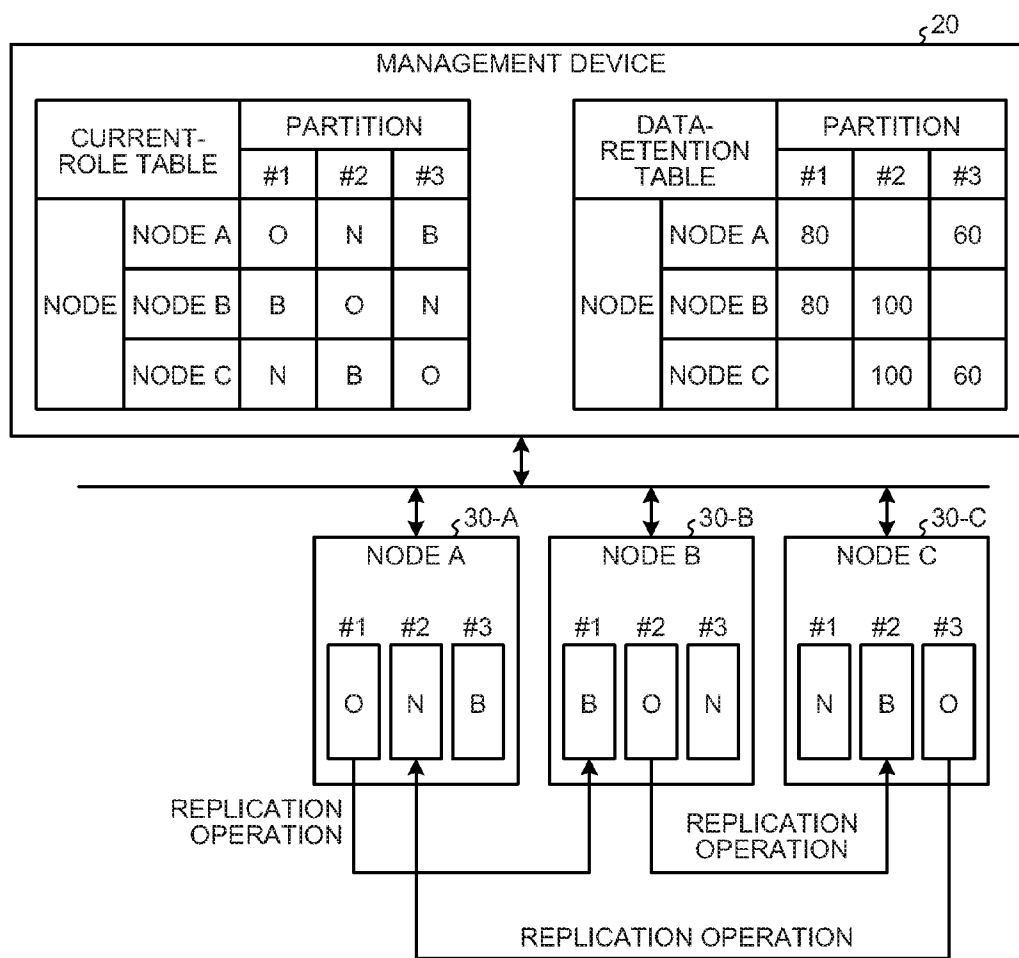 20
MANAGEMENT DEVICE
CURRENT-
ROLE TABLE
PARTITION
#1 #2 #3
NODE
NODE A O N B
NODE B B O N
NODE C N B O
DATA-
RETENTION
TABLE
PARTITION
#1 #2 #3
NODE
NODE A 80 60
NODE B 80 100
NODE C 100 60
30-A
NODE A
#1 #2 #3
O N B
30-B
NODE B
#1 #2 #3
B O N
30-C
NODE C
#1 #2 #3
N B O
REPLICATION
OPERATION
REPLICATION
OPERATION
REPLICATION OPERATION